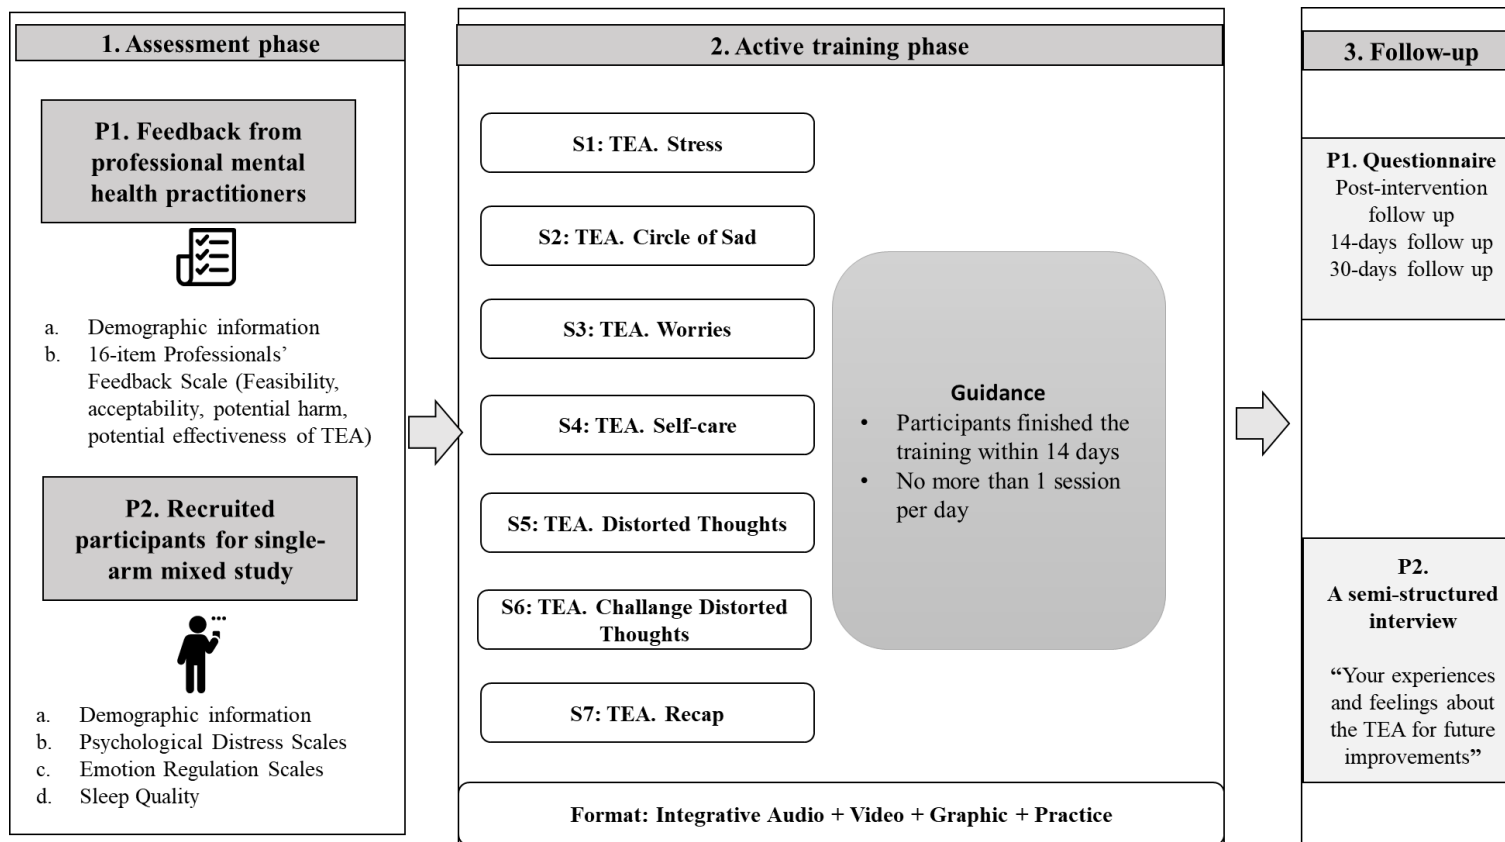 1. Assessment phase
P1. Feedback from
professional mental
health practitioners
a. Demographic information
b. 16-item Professionals’
Feedback Scale (Feasibility,
acceptability, potential harm,
potential effectiveness of TEA)
P2. Recruited
participants for single-
arm mixed study
a. Demographic information
b. Psychological Distress Scales
c. Emotion Regulation Scales
d. Sleep Quality
2. Active training phase
S1: TEA. Stress
S2: TEA. Circle of Sad
S3: TEA. Worries
S4: TEA. Self-care
S5: TEA. Distorted Thoughts
S6: TEA. Challange Distorted
Thoughts
S7: TEA. Recap
Guidance
• Participants finished the
training within 14 days
• No more than 1 session
per day
Format: Integrative Audio + Video + Graphic + Practice
3. Follow-up
P1. Questionnaire
Post-intervention
follow up
14-days follow up
30-days follow up
P2.
A semi-structured
interview
“Your experiences
and feelings about
the TEA for future
improvements”